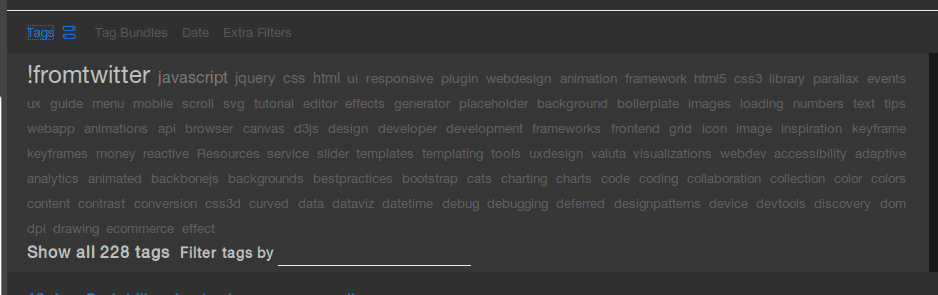 Tags Tag Bundles Date Extra Filters
!fromtwitter javascript jquery css html ui responsive plugin webdesign animation framework html5 css3 library parallax events
ux guide menu mobile scroll svg tutorial editor effects generator placeholder background boilerplate images loading numbers text tips
webapp animations api browser canvas d3js design developer development frameworks frontend grid icon image inspiration keyframe
keyframes money reactive Resources service slider templates templating tools uxdesign valuta visualizations webdev accessibility adaptive
analytics animated backbonejs backgrounds bestpractices bootstrap cats charting charts code coding collaboration collection color colors
content contrast conversion css3d curved data dataviz datetime debug debugging deferred designpatterns device devtools discovery dom
dpi drawing ecommerce effect
Show all 228 tags Filter tags by